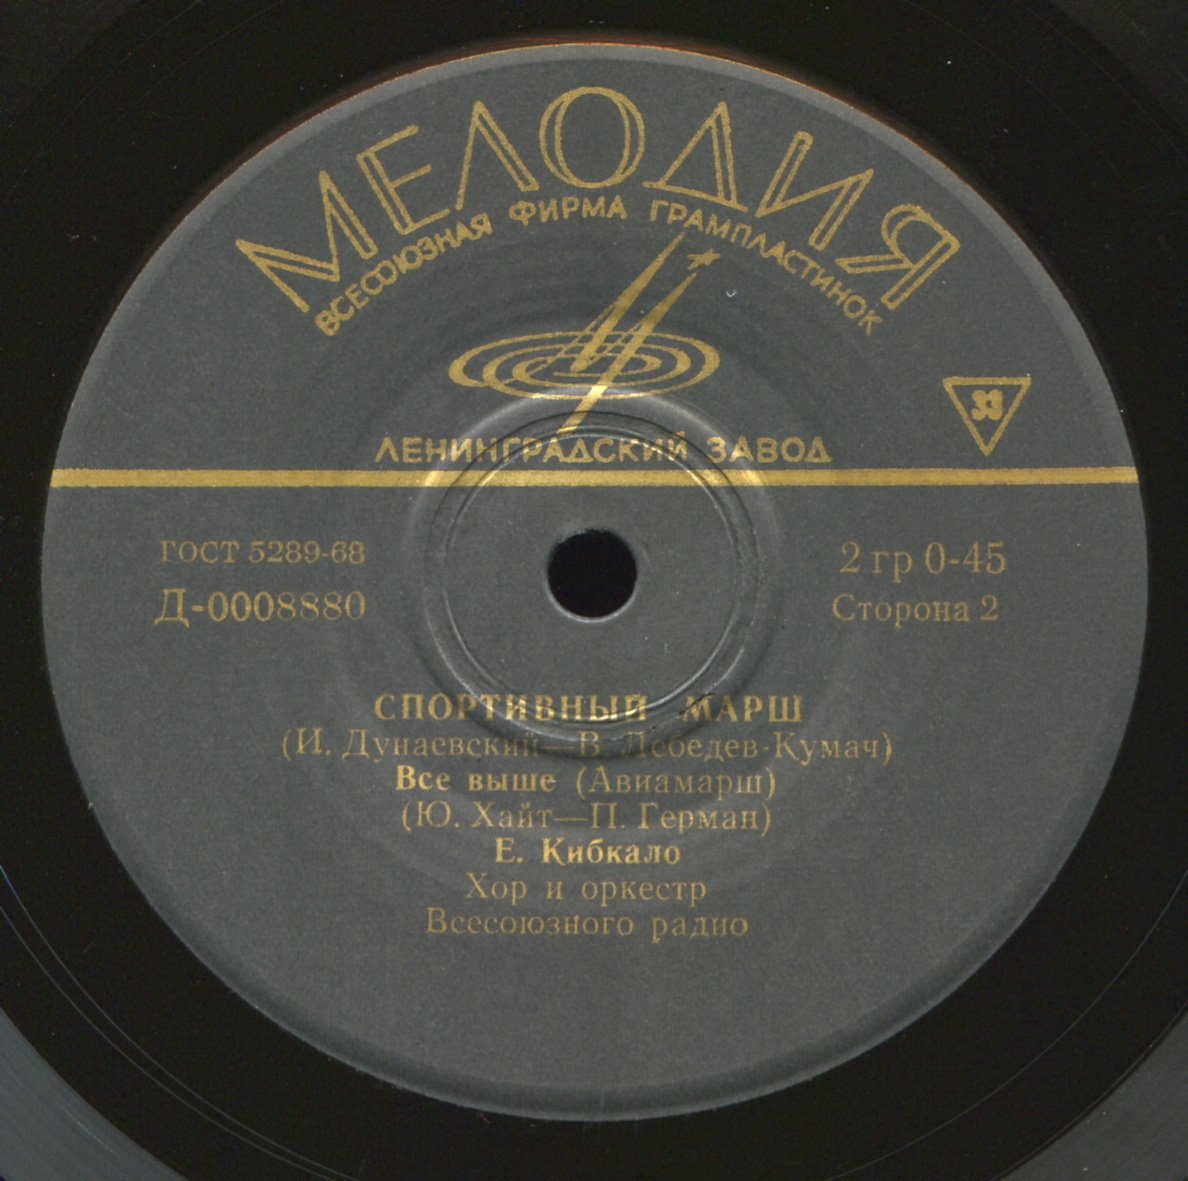 МЕЛОДИЯ
ВСЕСОЮЗНАЯ ФИРМА ГРАМПЛАСТИНОК
33
ЛЕНИНГРАДСКИЙ ЗАВОД
ГОСТ 5289-68
2 гр 0-45
Д-0008880
Сторона 2
СПОРТИВНЫЙ МАРШ
(И. Дунаевский—В. Лебедев-Кумач)
Все выше (Авиамарш)
(Ю. Хайт—П. Герман)
Е. Кибкало
Хор и оркестр
Всесоюзного радио